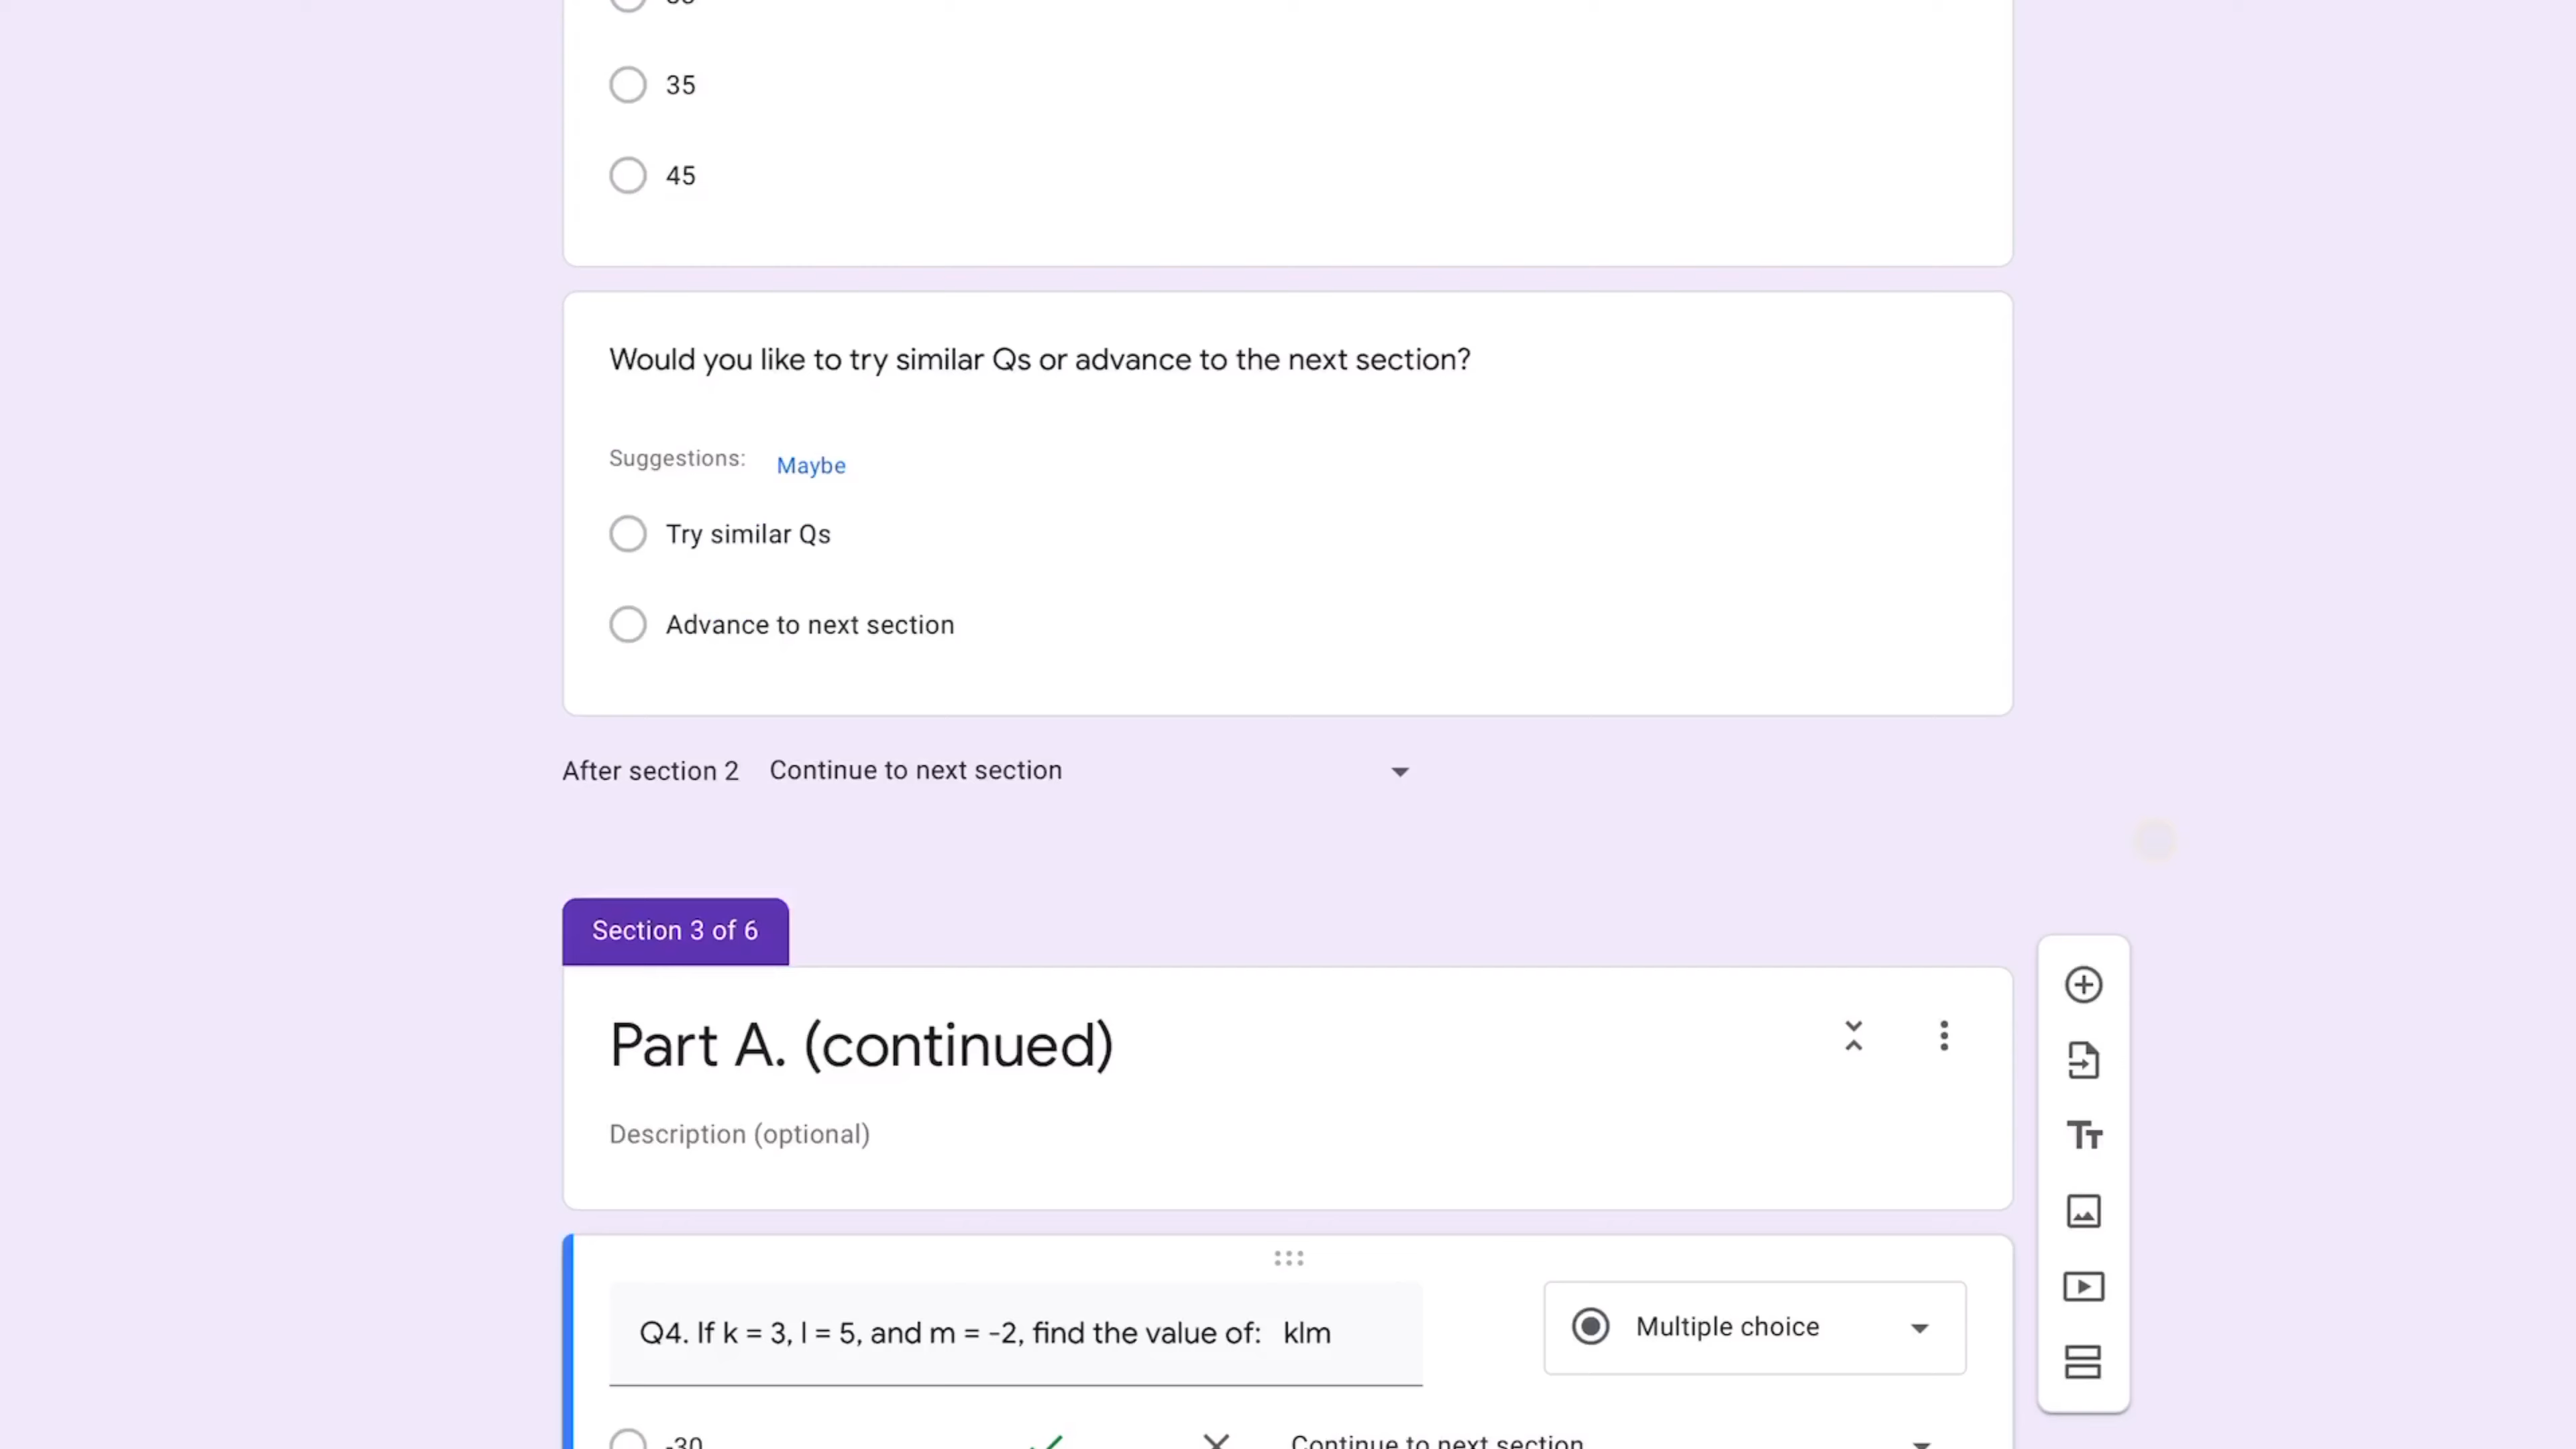 35
45
Would you like to try similar Qs or advance to the next section?
Suggestions: Maybe
Try similar Qs
Advance to next section
After section 2 Continue to next section
Section 3 of 6
Part A. (continued)
Description (optional)
Q4. If k = 3, l = 5, and m = -2, find the value of: klm
Multiple choice
-30
Continue to next section